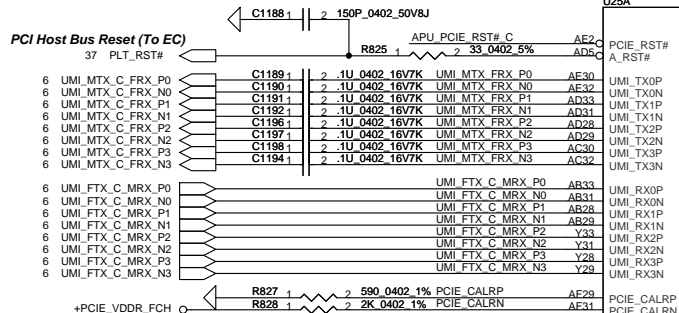 U25A
C1188 1 2 150P_0402_50V8J
PCI Host Bus Reset (To EC)
APU_PCIE_RST#_C AE2 PCIE_RST#
37 PLT_RST# R825 1 2 33_0402_5% AD5 A_RST#
6 UMI_MTX_C_FRX_P0 C1189 1 2 .1U_0402_16V7K UMI_MTX_FRX_P0 AE30 UMI_TX0P
6 UMI_MTX_C_FRX_N0 C1190 1 2 .1U_0402_16V7K UMI_MTX_FRX_N0 AE32 UMI_TX0N
6 UMI_MTX_C_FRX_P1 C1191 1 2 .1U_0402_16V7K UMI_MTX_FRX_P1 AD33 UMI_TX1P
6 UMI_MTX_C_FRX_N1 C1192 1 2 .1U_0402_16V7K UMI_MTX_FRX_N1 AD31 UMI_TX1N
6 UMI_MTX_C_FRX_P2 C1196 1 2 .1U_0402_16V7K UMI_MTX_FRX_P2 AD28 UMI_TX2P
6 UMI_MTX_C_FRX_N2 C1197 1 2 .1U_0402_16V7K UMI_MTX_FRX_N2 AD29 UMI_TX2N
6 UMI_MTX_C_FRX_P3 C1198 1 2 .1U_0402_16V7K UMI_MTX_FRX_P3 AC30 UMI_TX3P
6 UMI_MTX_C_FRX_N3 C1194 1 2 .1U_0402_16V7K UMI_MTX_FRX_N3 AC32 UMI_TX3N
6 UMI_FTX_C_MRX_P0 UMI_FTX_C_MRX_P0 AB33 UMI_RX0P
6 UMI_FTX_C_MRX_N0 UMI_FTX_C_MRX_N0 AB31 UMI_RX0N
6 UMI_FTX_C_MRX_P1 UMI_FTX_C_MRX_P1 AB28 UMI_RX1P
6 UMI_FTX_C_MRX_N1 UMI_FTX_C_MRX_N1 AB29 UMI_RX1N
6 UMI_FTX_C_MRX_P2 UMI_FTX_C_MRX_P2 Y33 UMI_RX2P
6 UMI_FTX_C_MRX_N2 UMI_FTX_C_MRX_N2 Y31 UMI_RX2N
6 UMI_FTX_C_MRX_P3 UMI_FTX_C_MRX_P3 Y28 UMI_RX3P
6 UMI_FTX_C_MRX_N3 UMI_FTX_C_MRX_N3 Y29 UMI_RX3N
R827 1 2 590_0402_1% PCIE_CALRP AF29 PCIE_CALRP
+PCIE_VDDR_FCH R828 1 2 2K_0402_1% PCIE_CALRN AF31 PCIE_CALRN